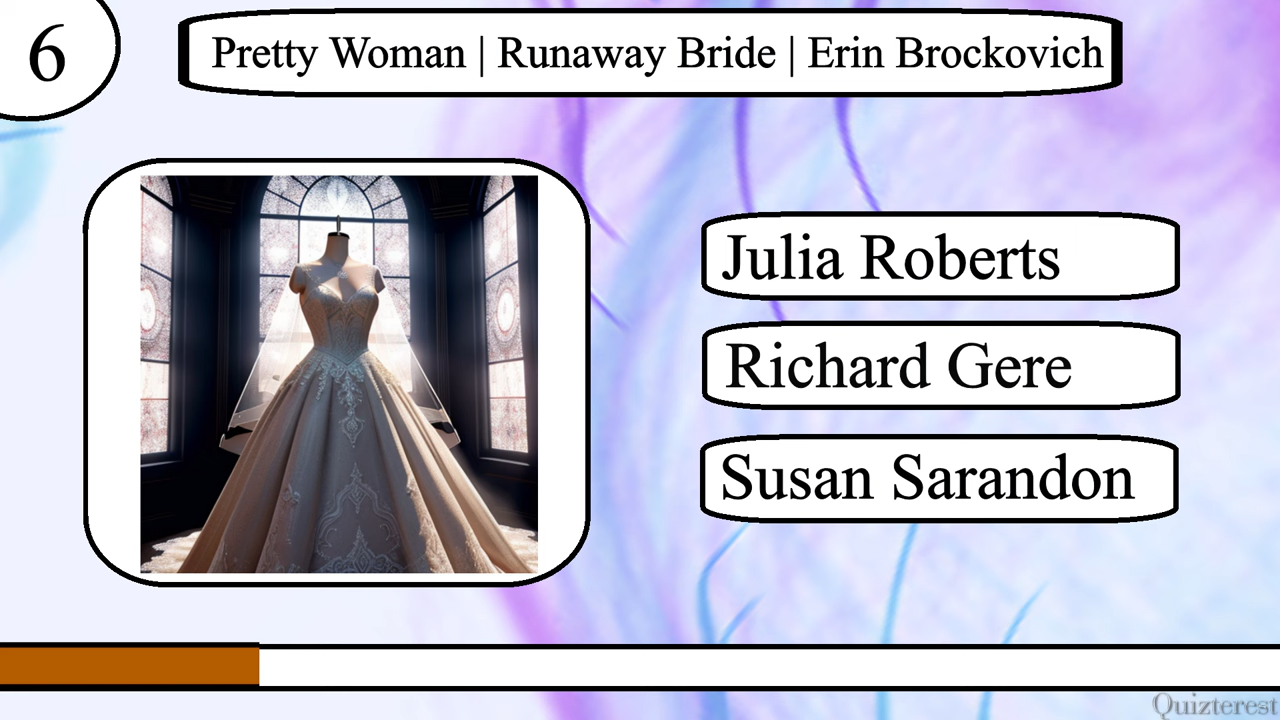 6
Pretty Woman | Runaway Bride | Erin Brockovich
Julia Roberts
Richard Gere
Susan Sarandon
Quizterest